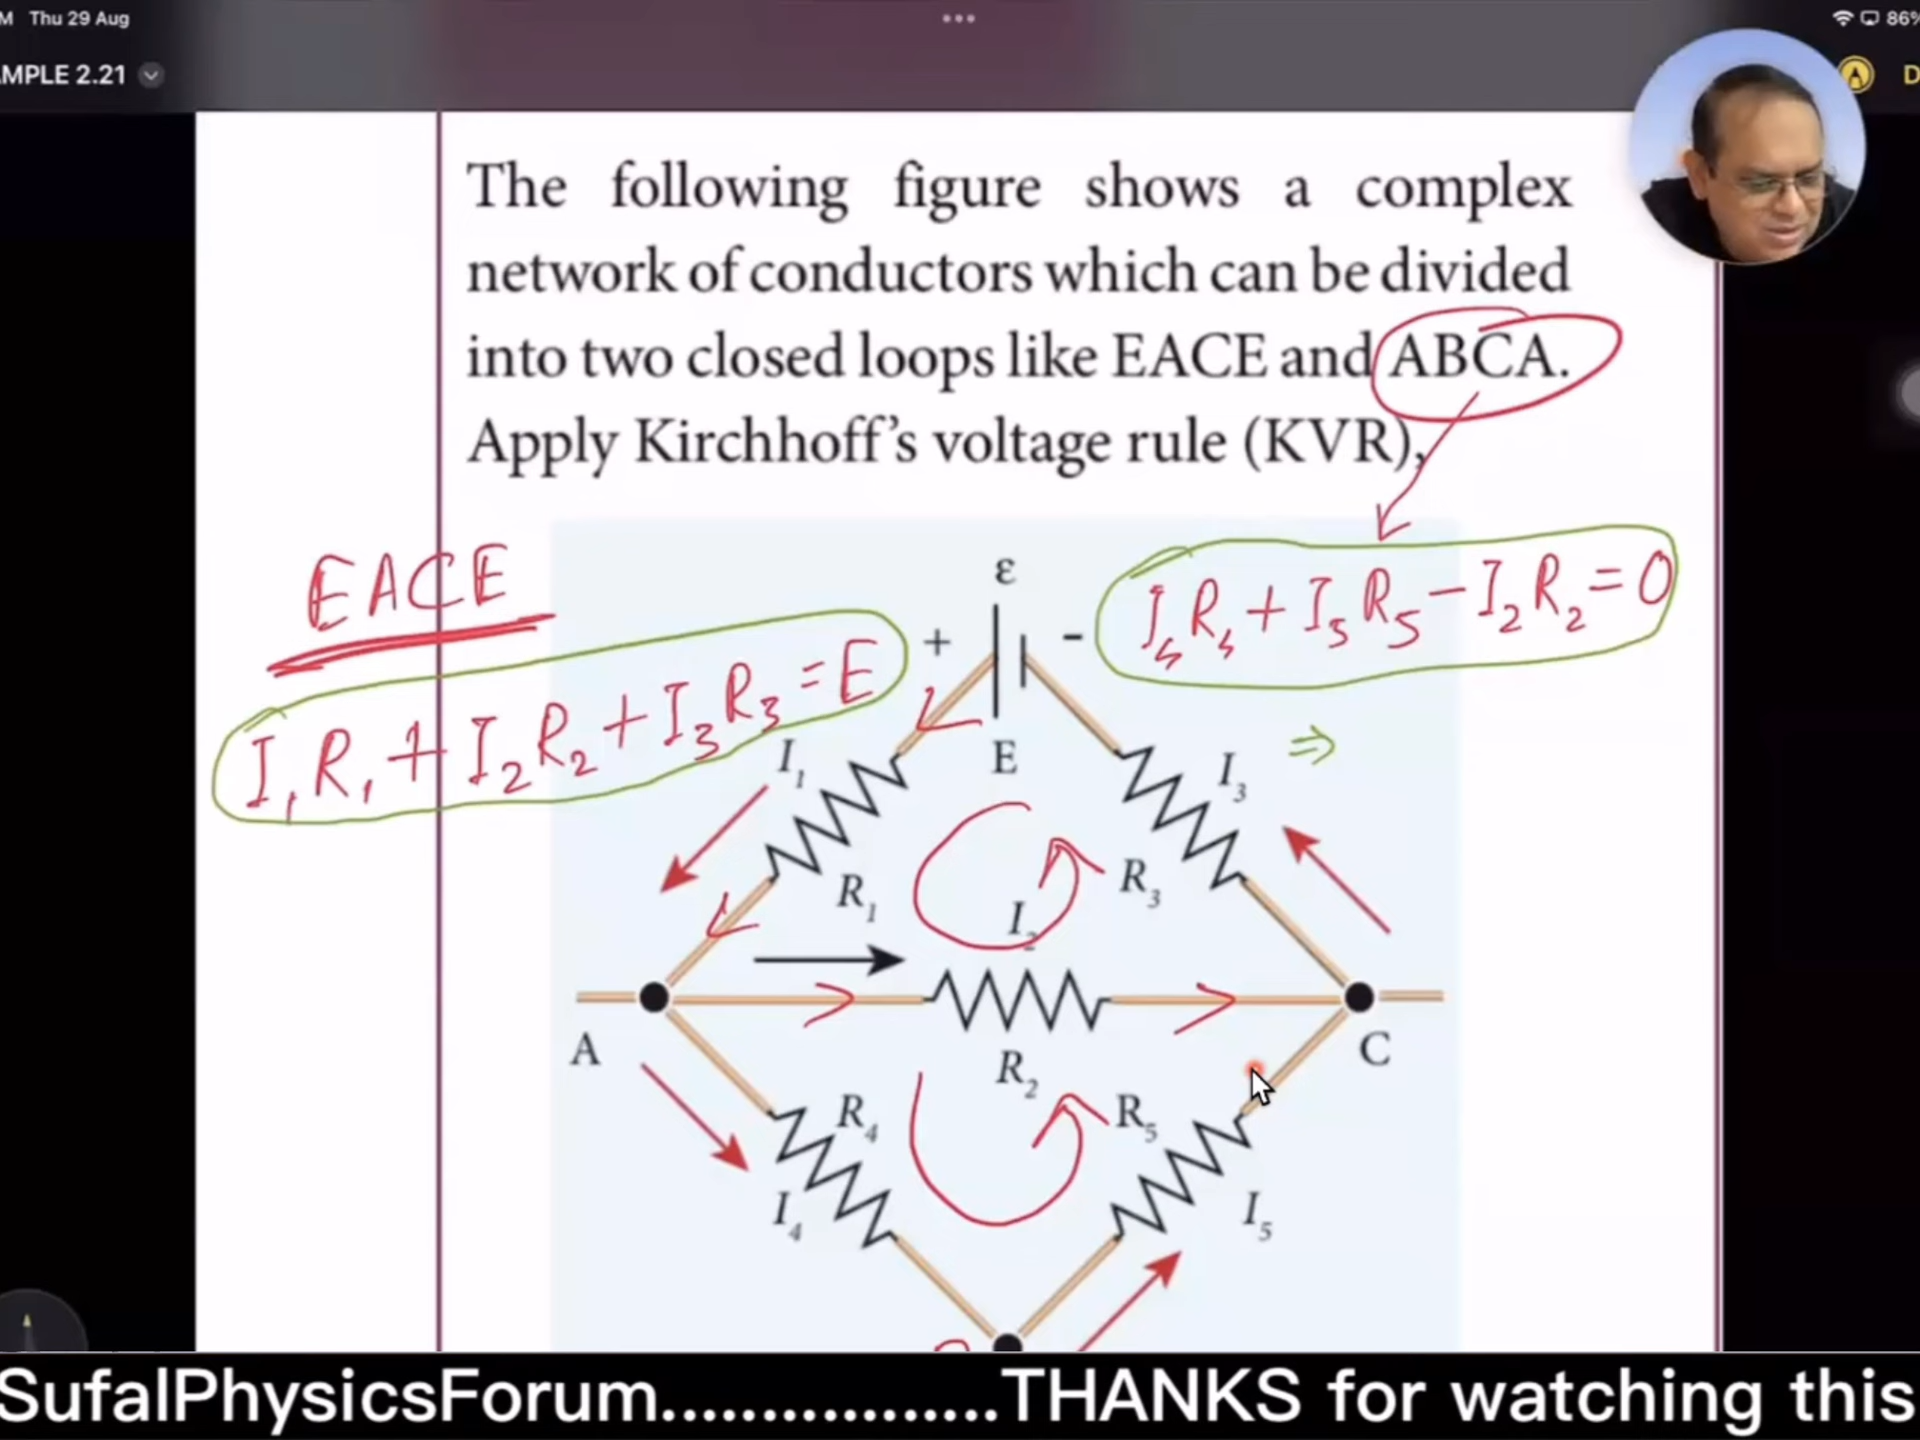 M Thu 29 Aug
86%
MPLE 2.21
D
The following figure shows a complex
network of conductors which can be divided
into two closed loops like EACE and ABCA.
Apply Kirchhoff's voltage rule (KVR),
EACE
I₁R₁ + I₂R₂ + I₃R₃ = E
I₄R₄ + I₅R₅ − I₂R₂ = 0
⇒
ε
+
-
E
I₁
I₃
R₁
R₃
I₂
A
C
R₂
R₄
R₅
I₄
I₅
SufalPhysicsForum.................THANKS for watching this